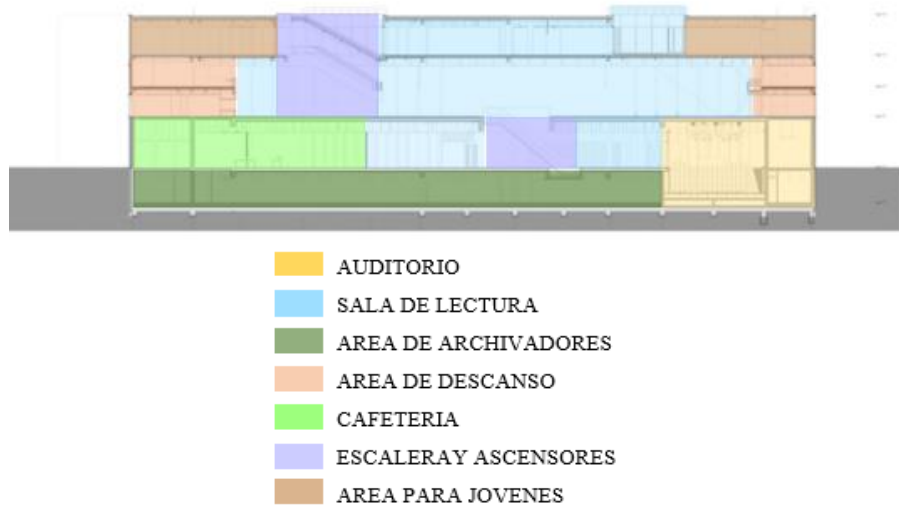 AUDITORIO
SALA DE LECTURA
AREA DE ARCHIVADORES
AREA DE DESCANSO
CAFETERIA
ESCALERAY ASCENSORES
AREA PARA JOVENES